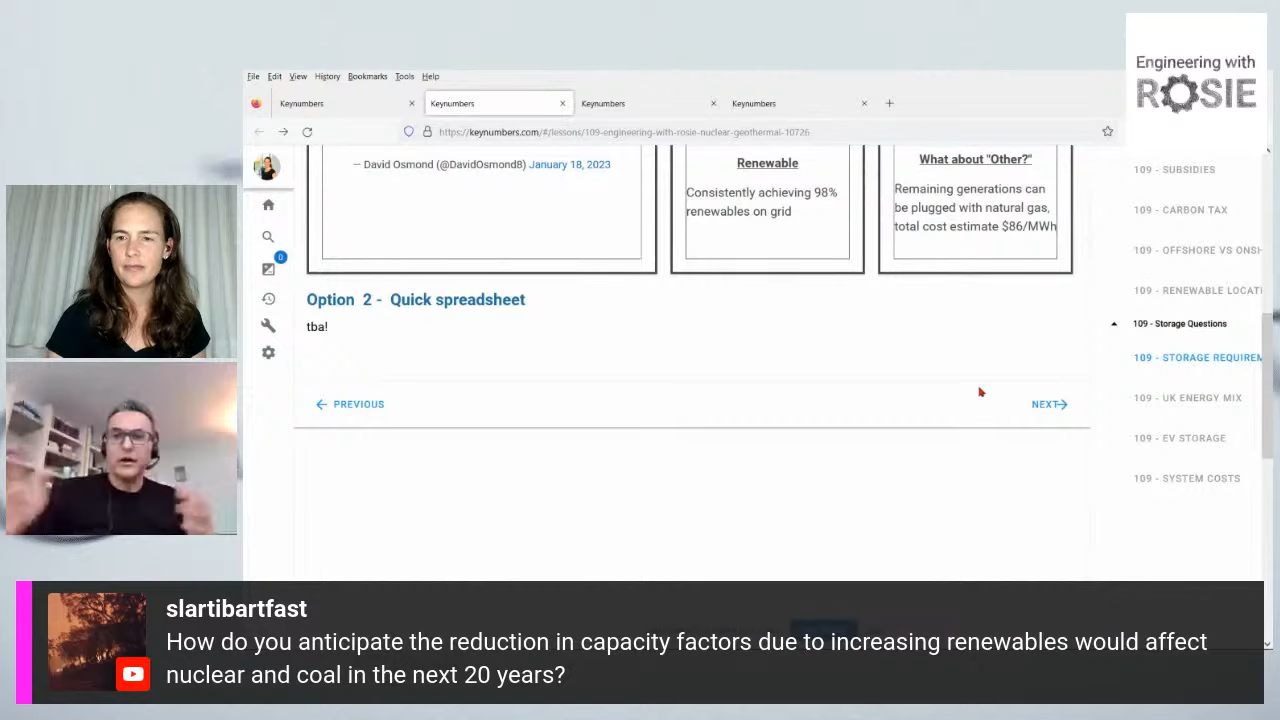 Engineering with
ROSIE
File Edit View History Bookmarks Tools Help
Keynumbers
Keynumbers
Keynumbers
Keynumbers
https://keynumbers.com/#/lessons/109-engineering-with-rosie-nuclear-geothermal-10726
— David Osmond (@DavidOsmond8) January 18, 2023
Renewable
Consistently achieving 98%
renewables on grid
What about "Other?"
Remaining generations can
be plugged with natural gas,
total cost estimate $86/MWh
0
Option 2 - Quick spreadsheet
tba!
PREVIOUS
NEXT
109 - SUBSIDIES
109 - CARBON TAX
109 - OFFSHORE VS ONSH
109 - RENEWABLE LOCATI
109 - Storage Questions
109 - STORAGE REQUIREM
109 - UK ENERGY MIX
109 - EV STORAGE
109 - SYSTEM COSTS
slartibartfast
How do you anticipate the reduction in capacity factors due to increasing renewables would affect
nuclear and coal in the next 20 years?